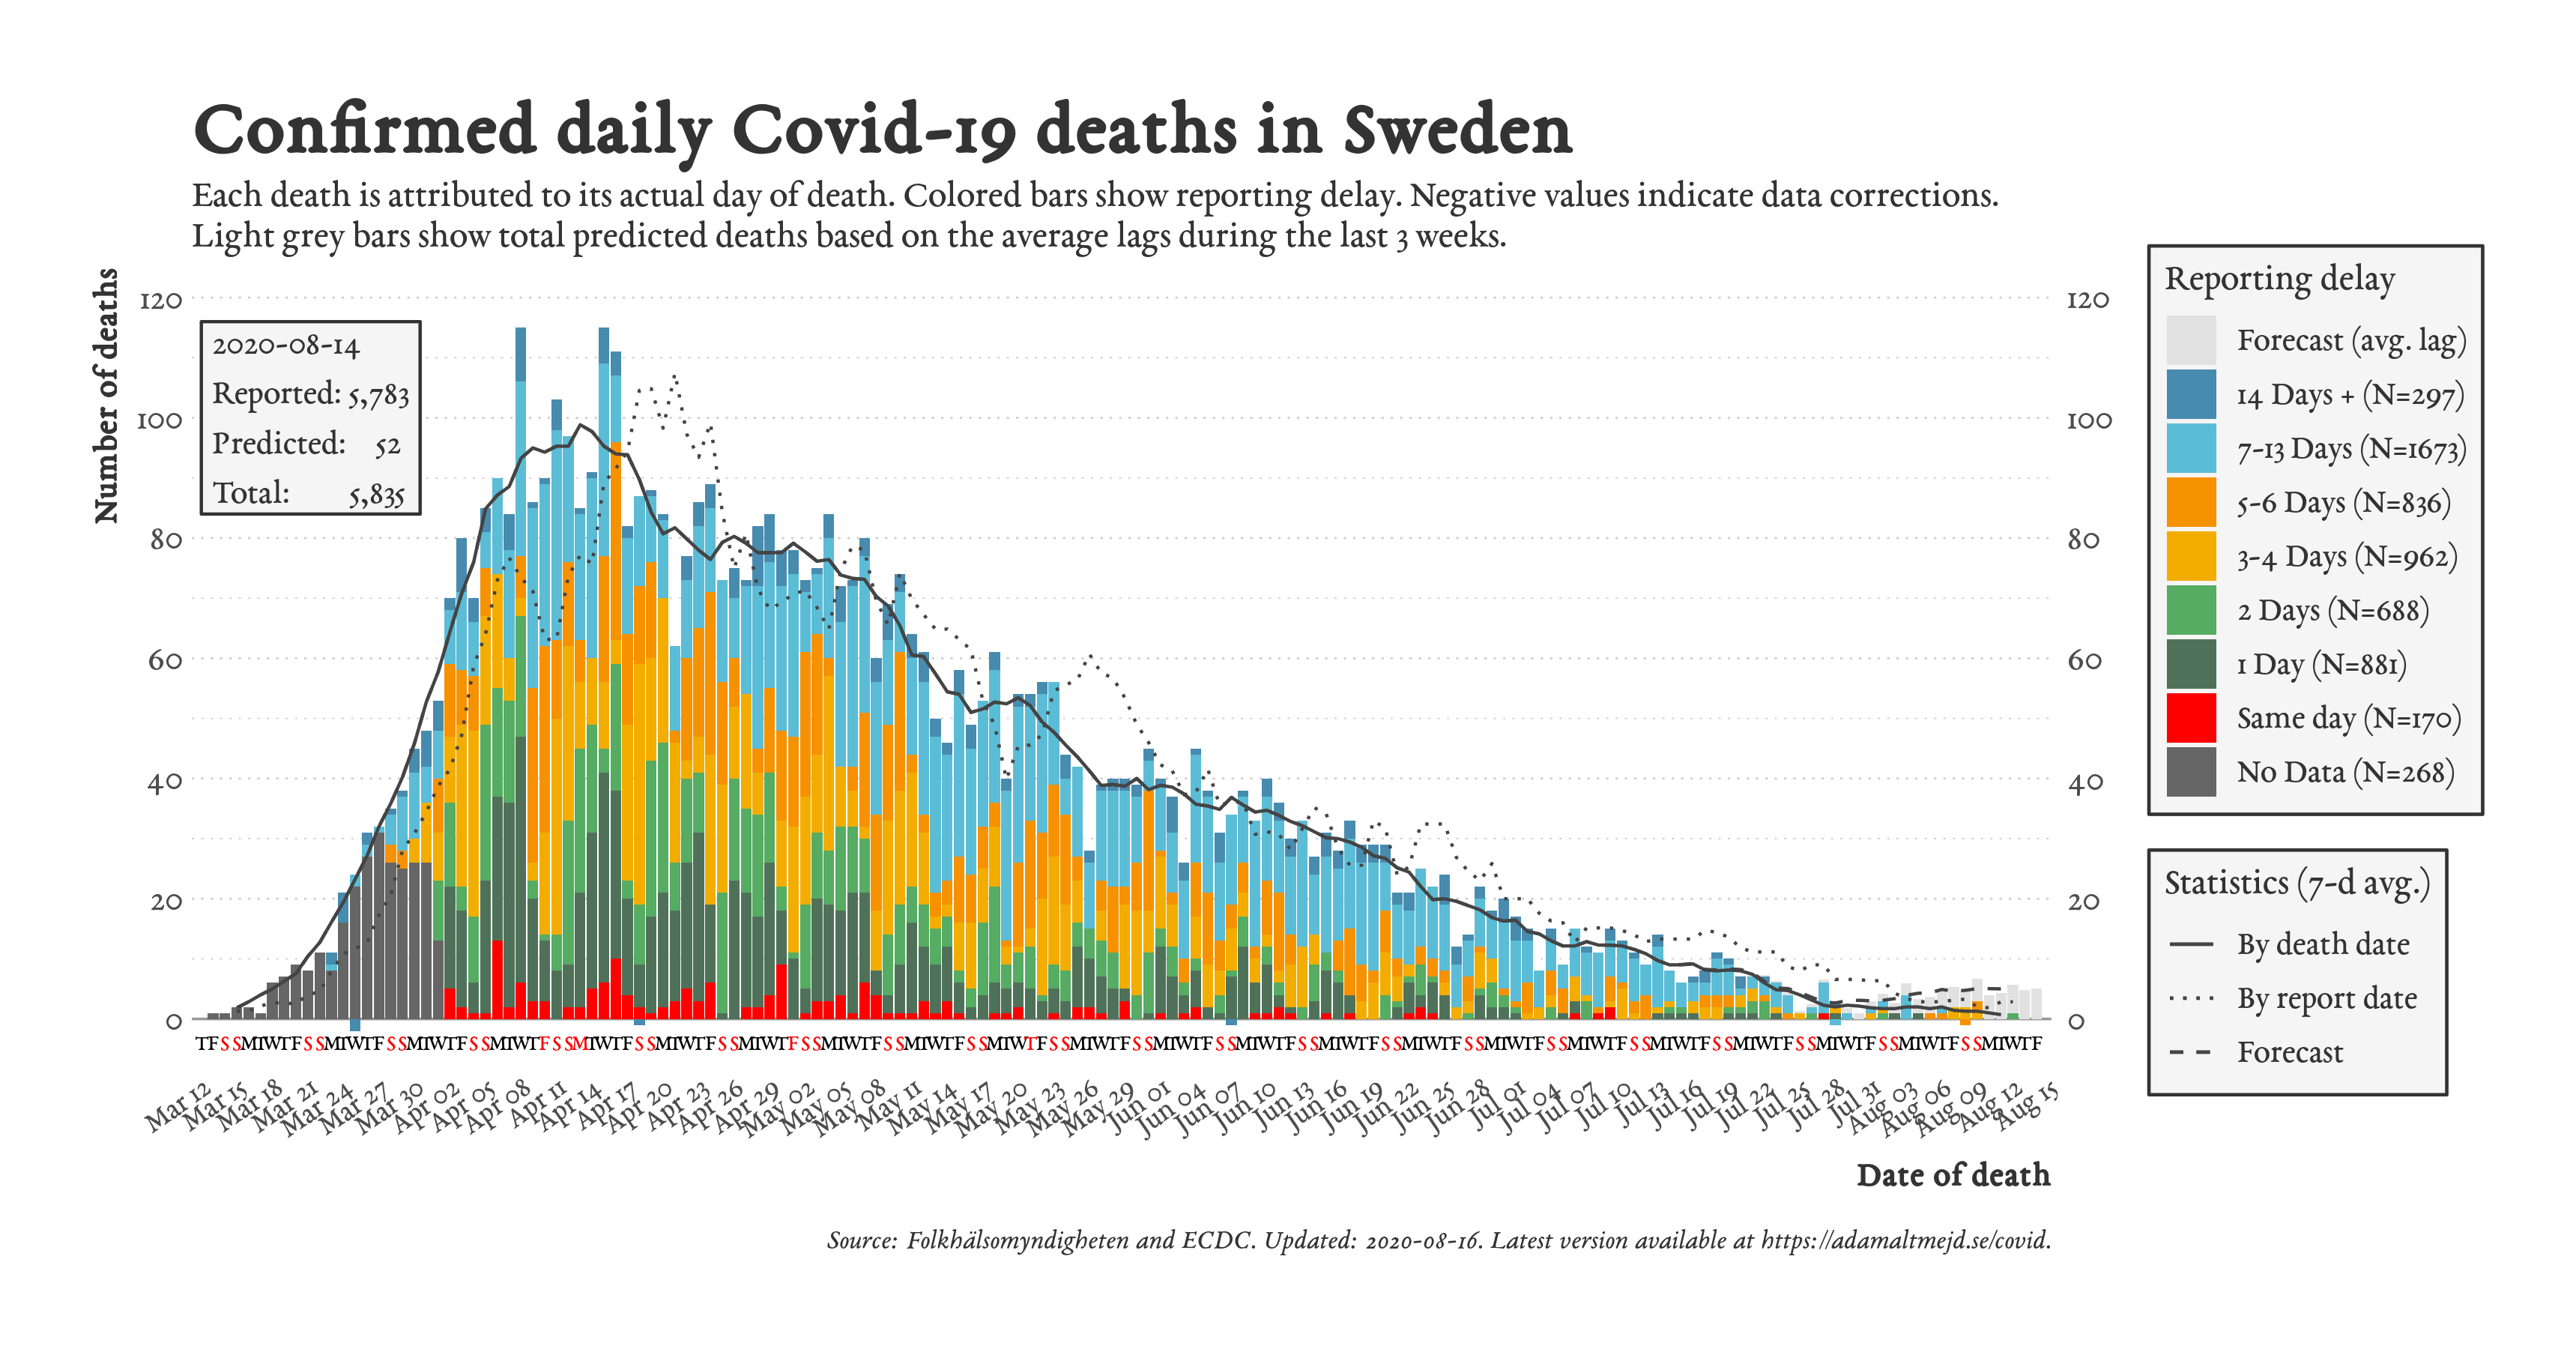 Confirmed daily Covid-19 deaths in Sweden
Each death is attributed to its actual day of death. Colored bars show reporting delay. Negative values indicate data corrections.
Light grey bars show total predicted deaths based on the average lags during the last 3 weeks.
Number of deaths
120
100
80
60
40
20
0
2020-08-14
Reported: 5,783
Predicted: 52
Total: 5,835
120
100
80
60
40
20
0
Reporting delay
Forecast (avg. lag)
14 Days + (N=297)
7-13 Days (N=1673)
5-6 Days (N=836)
3-4 Days (N=962)
2 Days (N=688)
1 Day (N=881)
Same day (N=170)
No Data (N=268)
Statistics (7-d avg.)
By death date
By report date
Forecast
TFSSMTWTFSSMTWTFSSMTWTFSSMTWTFSSMTWTFSSMTWTFSSMTWTFSSMTWTFSSMTWTFSSMTWTFSSMTWTFSSMTWTFSSMTWTFSSMTWTFSSMTWTFSSMTWTFSSMTWTFSSMTWTFSSMTWTFSSMTWTFSSMTWTFSSMTWTF
Mar 12 Mar 15 Mar 18 Mar 21 Mar 24 Mar 27 Mar 30 Apr 02 Apr 05 Apr 08 Apr 11 Apr 14 Apr 17 Apr 20 Apr 23 Apr 26 Apr 29 May 02 May 05 May 08 May 11 May 14 May 17 May 20 May 23 May 26 May 29 Jun 01 Jun 04 Jun 07 Jun 10 Jun 13 Jun 16 Jun 19 Jun 22 Jun 25 Jun 28 Jul 01 Jul 04 Jul 07 Jul 10 Jul 13 Jul 16 Jul 19 Jul 22 Jul 25 Jul 28 Jul 31 Aug 03 Aug 06 Aug 09 Aug 12 Aug 15
Date of death
Source: Folkhälsomyndigheten and ECDC. Updated: 2020-08-16. Latest version available at https://adamaltmejd.se/covid.